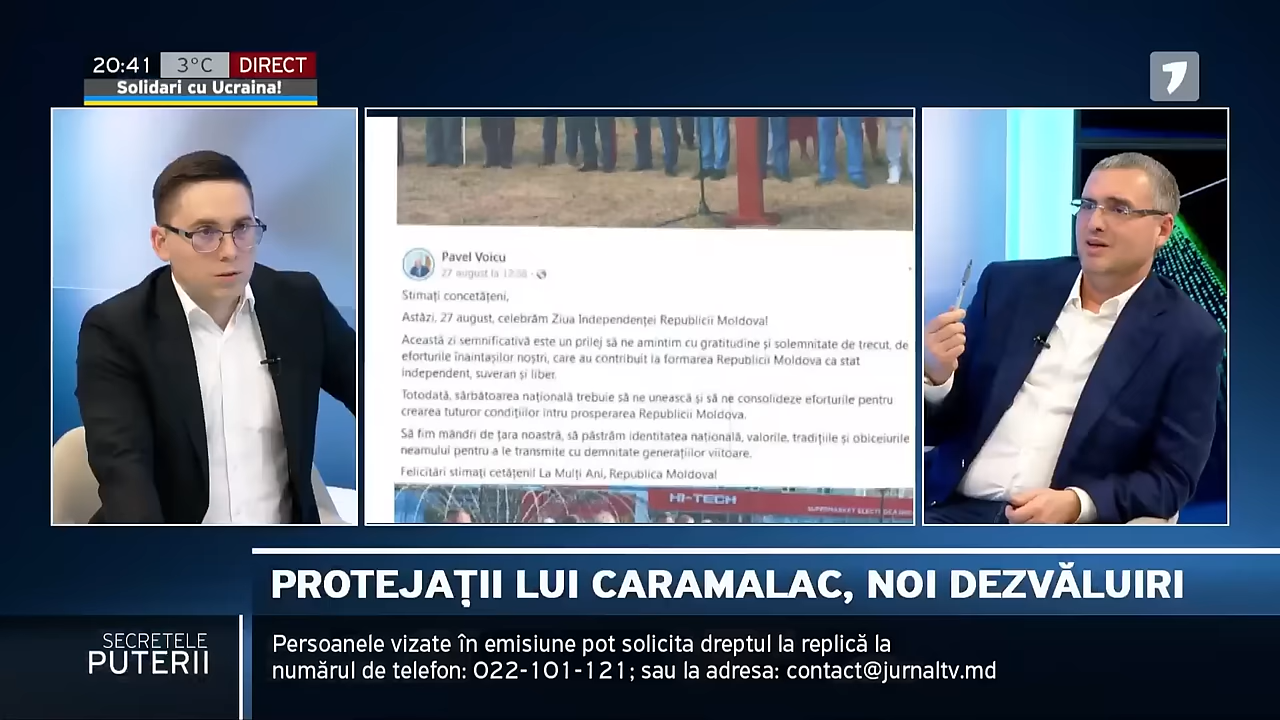 20:41 3°C DIRECT
Solidari cu Ucraina!
Pavel Voicu
27 august la
Stimați concetățeni,
Astăzi, 27 august, celebrăm Ziua Independenței Republicii Moldova!
Această zi semnificativă este un prilej să ne amintim cu gratitudine și solemnitate de trecut, de
eforturile înaintașilor noștri, care au contribuit la formarea Republicii Moldova ca stat
independent, suveran și liber.
Totodată, sărbătoarea națională trebuie să ne unească și să ne consolideze eforturile pentru
crearea tuturor condițiilor întru prosperarea Republicii Moldova.
Să fim mândri de țara noastră, să păstrăm identitatea națională, valorile, tradițiile și obiceiurile
neamului pentru a le transmite cu demnitate generațiilor viitoare.
Felicitări stimați cetățeni! La Mulți Ani, Republica Moldova!
HI-TECH
SUPERMARKET
PROTEJAȚII LUI CARAMALAC, NOI DEZVĂLUIRI
SECRETELE
PUTERII
Persoanele vizate în emisiune pot solicita dreptul la replică la
numărul de telefon: 022-101-121; sau la adresa: contact@jurnaltv.md